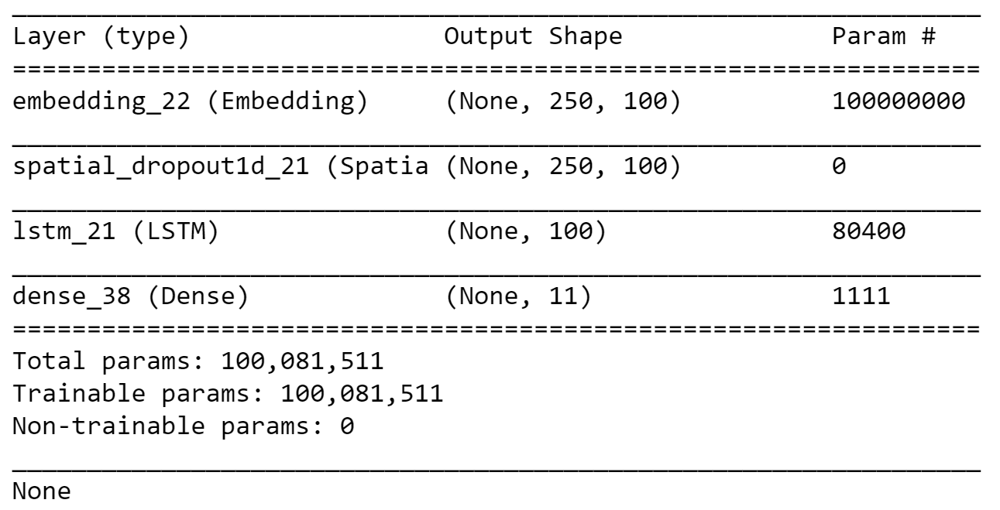 _________________________________________________________________
Layer (type)                 Output Shape              Param #
=================================================================
embedding_22 (Embedding)     (None, 250, 100)          100000000
_________________________________________________________________
spatial_dropout1d_21 (Spatia (None, 250, 100)          0
_________________________________________________________________
lstm_21 (LSTM)               (None, 100)               80400
_________________________________________________________________
dense_38 (Dense)             (None, 11)                1111
=================================================================
Total params: 100,081,511
Trainable params: 100,081,511
Non-trainable params: 0
_________________________________________________________________
None